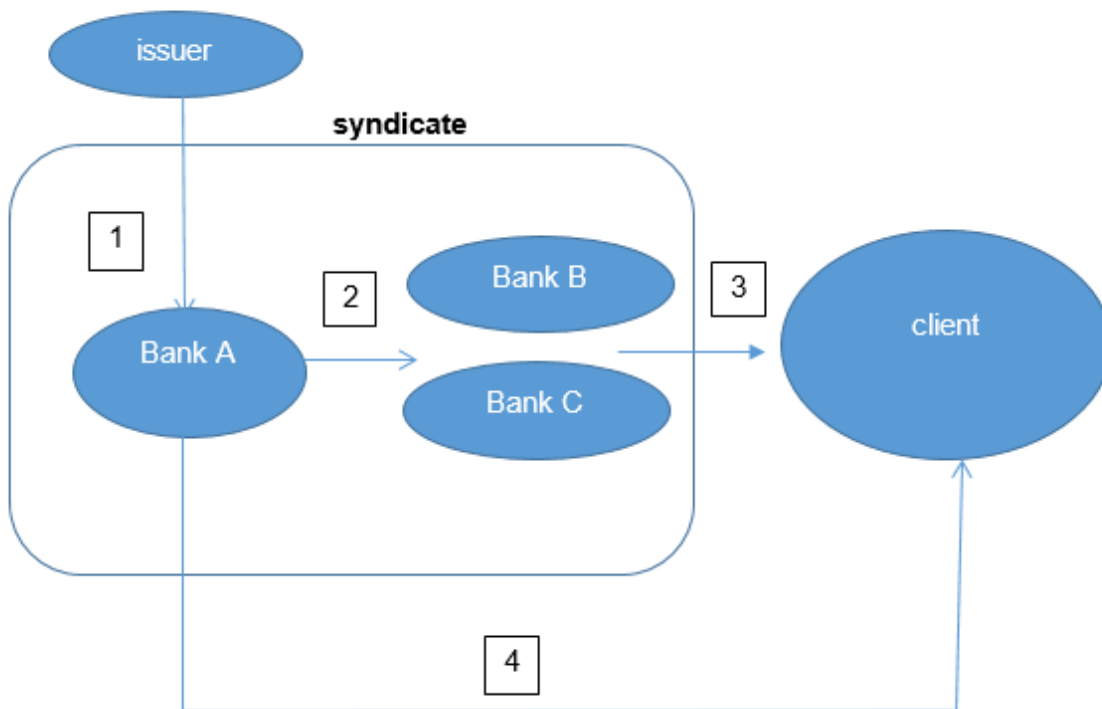 issuer
syndicate
1
Bank A
2
Bank B
Bank C
3
client
4